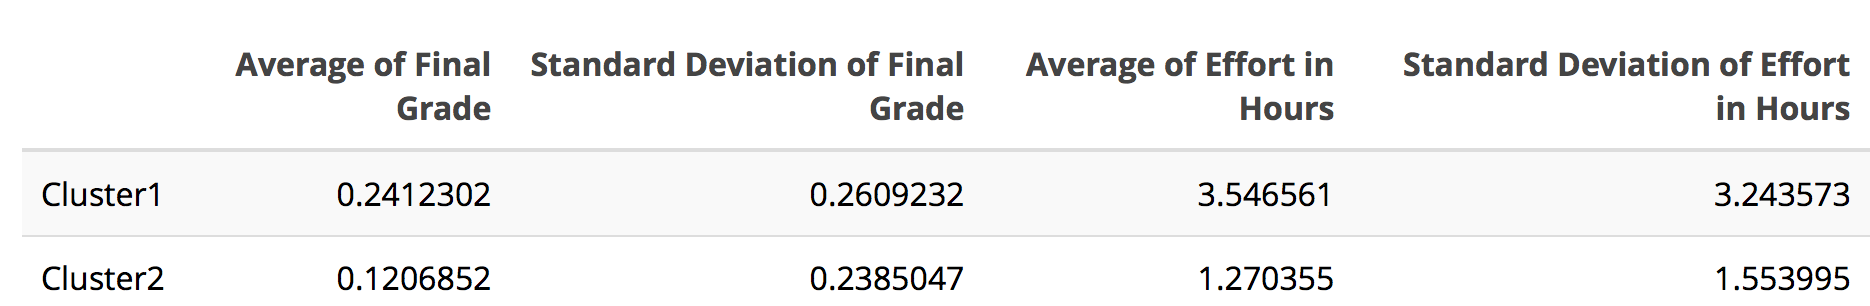 Average of Final Standard Deviation of Final Average of Effort in Standard Deviation of Effort
Grade Grade Hours in Hours
Cluster1 0.2412302 0.2609232 3.546561 3.243573
Cluster2 0.1206852 0.2385047 1.270355 1.553995